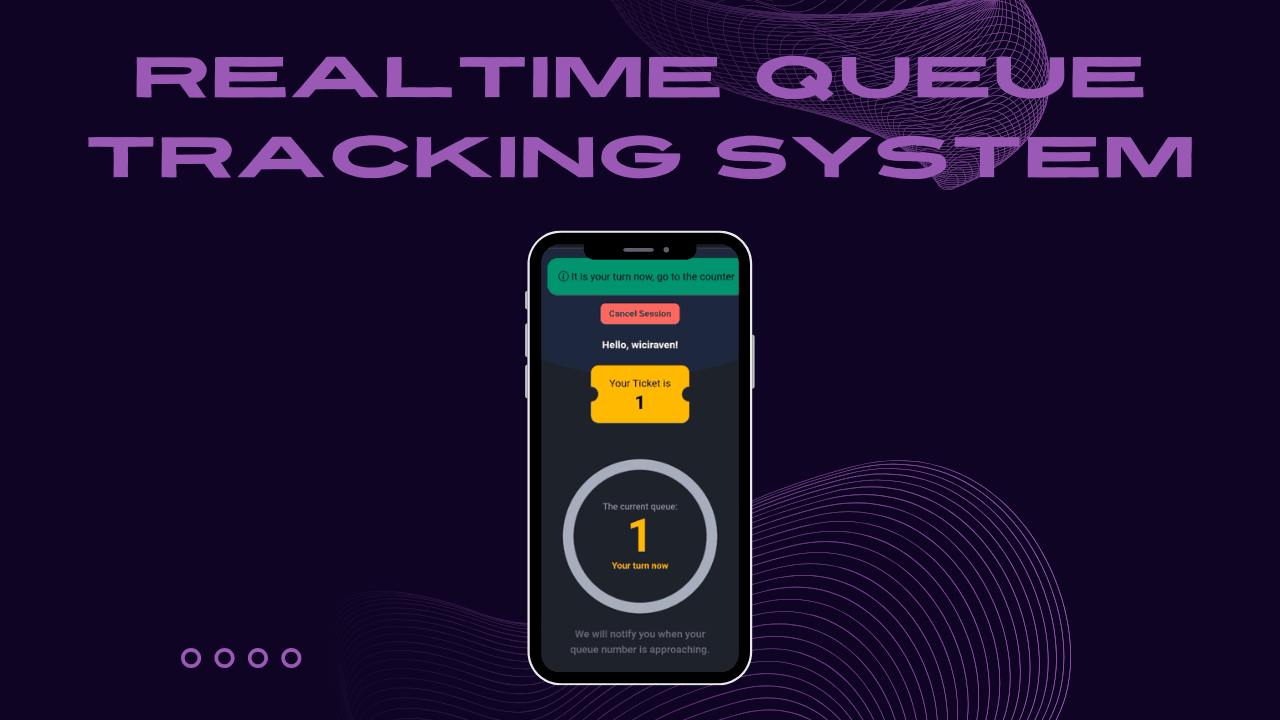 REALTIME QUEUE
TRACKING SYSTEM
It is your turn now, go to the counter
Cancel Session
Hello, wiciraven!
Your Ticket is
1
The current queue:
1
Your turn now
We will notify you when your
queue number is approaching.